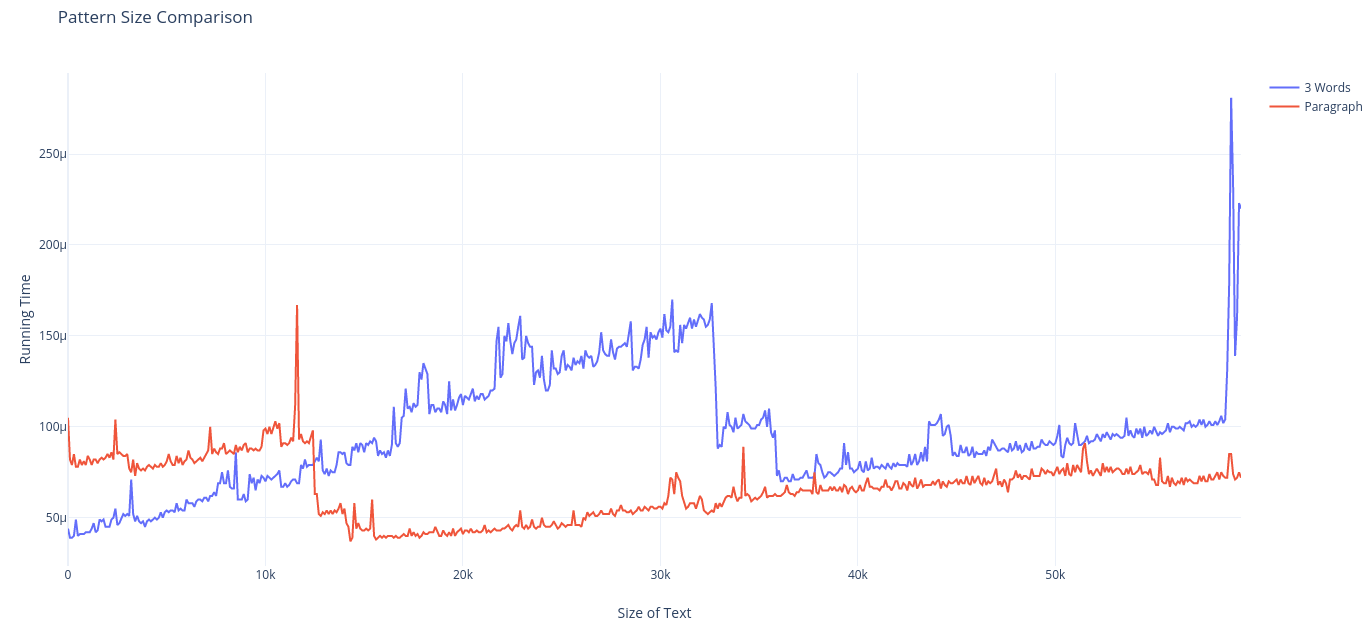 Pattern Size Comparison
3 Words
Paragraph
250μ
200μ
150μ
100μ
50μ
Running Time
0
10k
20k
30k
40k
50k
Size of Text